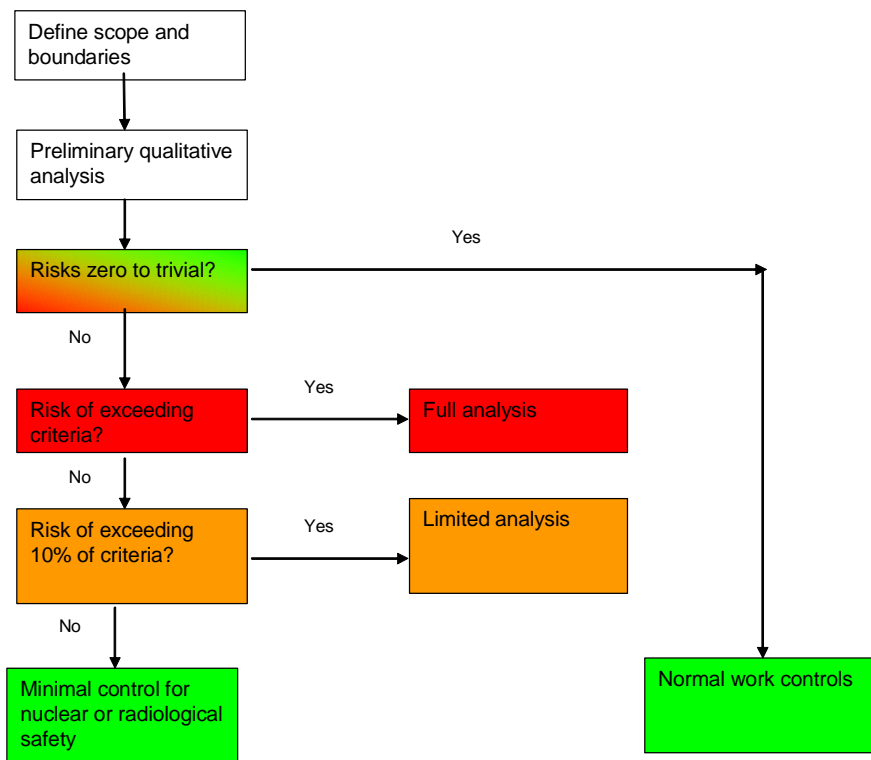 Define scope and
boundaries
Preliminary qualitative
analysis
Yes
Risks zero to trivial?
No
Yes
Risk of exceeding
criteria?
Full analysis
No
Risk of exceeding
10% of criteria?
Yes
Limited analysis
No
Minimal control for
nuclear or radiological
safety
Normal work controls